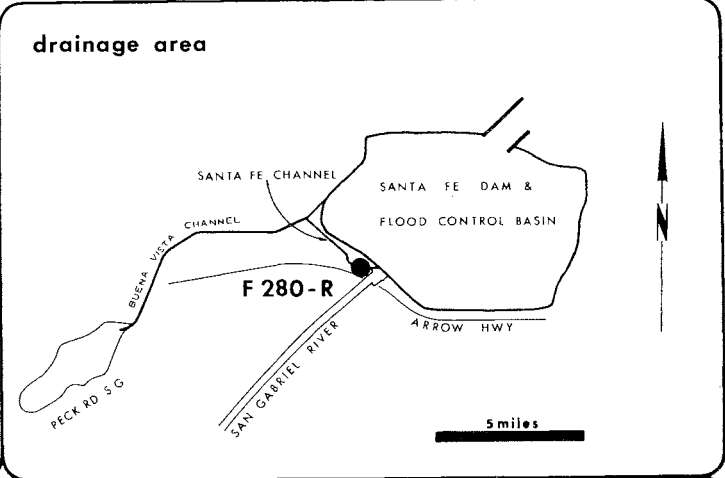 drainage area
SANTA FE CHANNEL
SANTA FE DAM &
FLOOD CONTROL BASIN
N
BUENA VISTA CHANNEL
F 280-R
ARROW HWY
SAN GABRIEL RIVER
PECK RD S G
5 miles